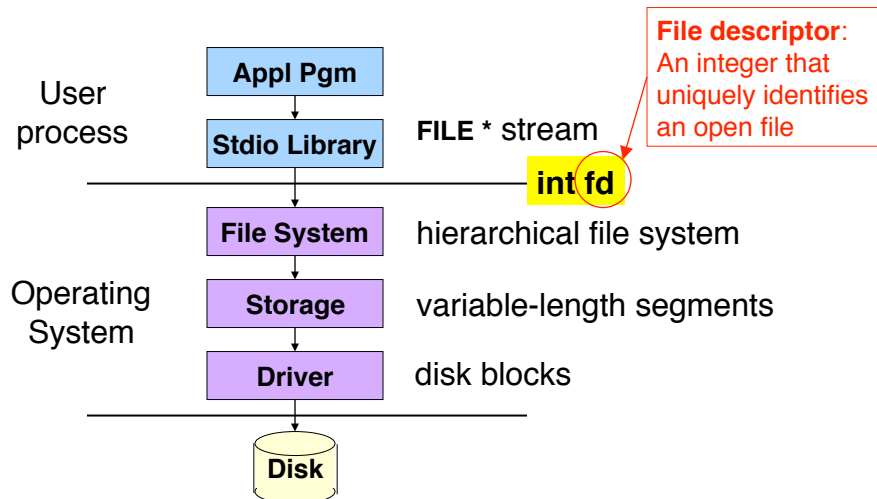 File descriptor:
An integer that
uniquely identifies
an open file
Appl Pgm
User
process
Stdio Library
FILE * stream
int fd
File System
hierarchical file system
Operating
System
Storage
variable-length segments
Driver
disk blocks
Disk